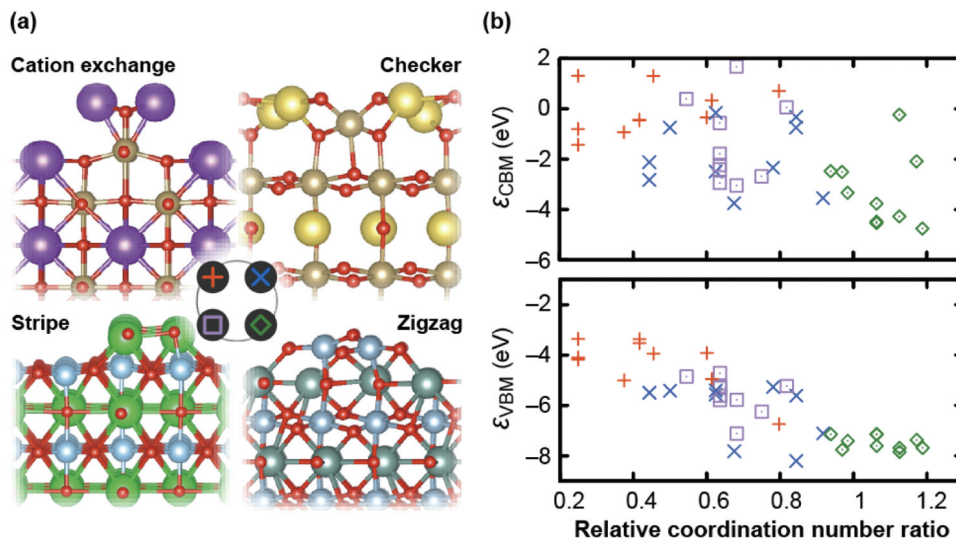 (a)
Cation exchange
Checker
Stripe
Zigzag
(b)
εCBM (eV)
2
0
−2
−4
−6
εVBM (eV)
−2
−4
−6
−8
0.2 0.4 0.6 0.8 1 1.2
Relative coordination number ratio